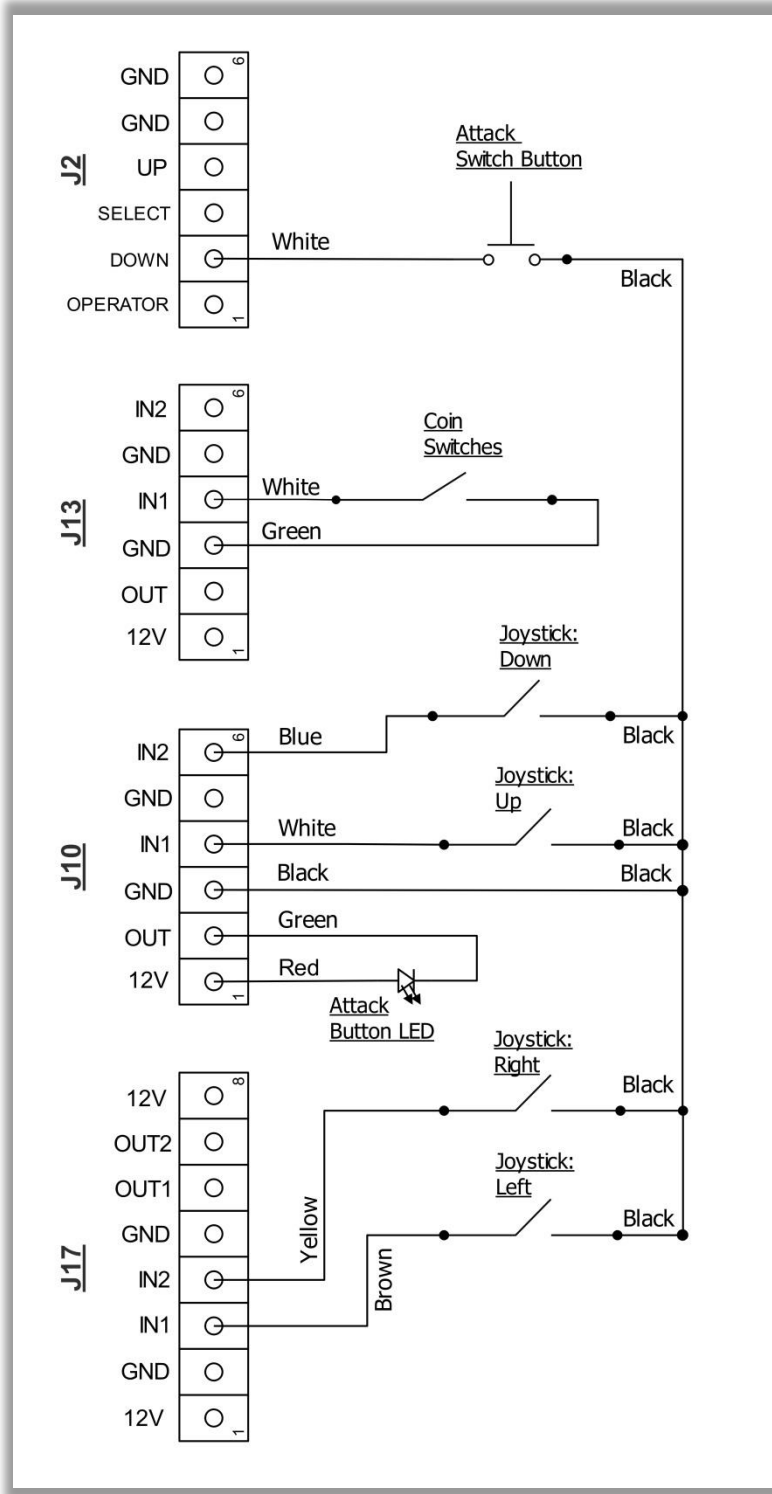 J2
GND
6
GND
UP
SELECT
DOWN
OPERATOR
1
White
Attack
Switch Button
Black
J13
IN2
6
GND
IN1
GND
OUT
12V
1
White
Green
Coin
Switches
J10
IN2
6
GND
IN1
GND
OUT
12V
1
Blue
Joystick:
Down
Black
White
Joystick:
Up
Black
Black
Black
Green
Red
Attack
Button LED
J17
12V
8
OUT2
OUT1
GND
IN2
IN1
GND
12V
1
Yellow
Joystick:
Right
Black
Brown
Joystick:
Left
Black